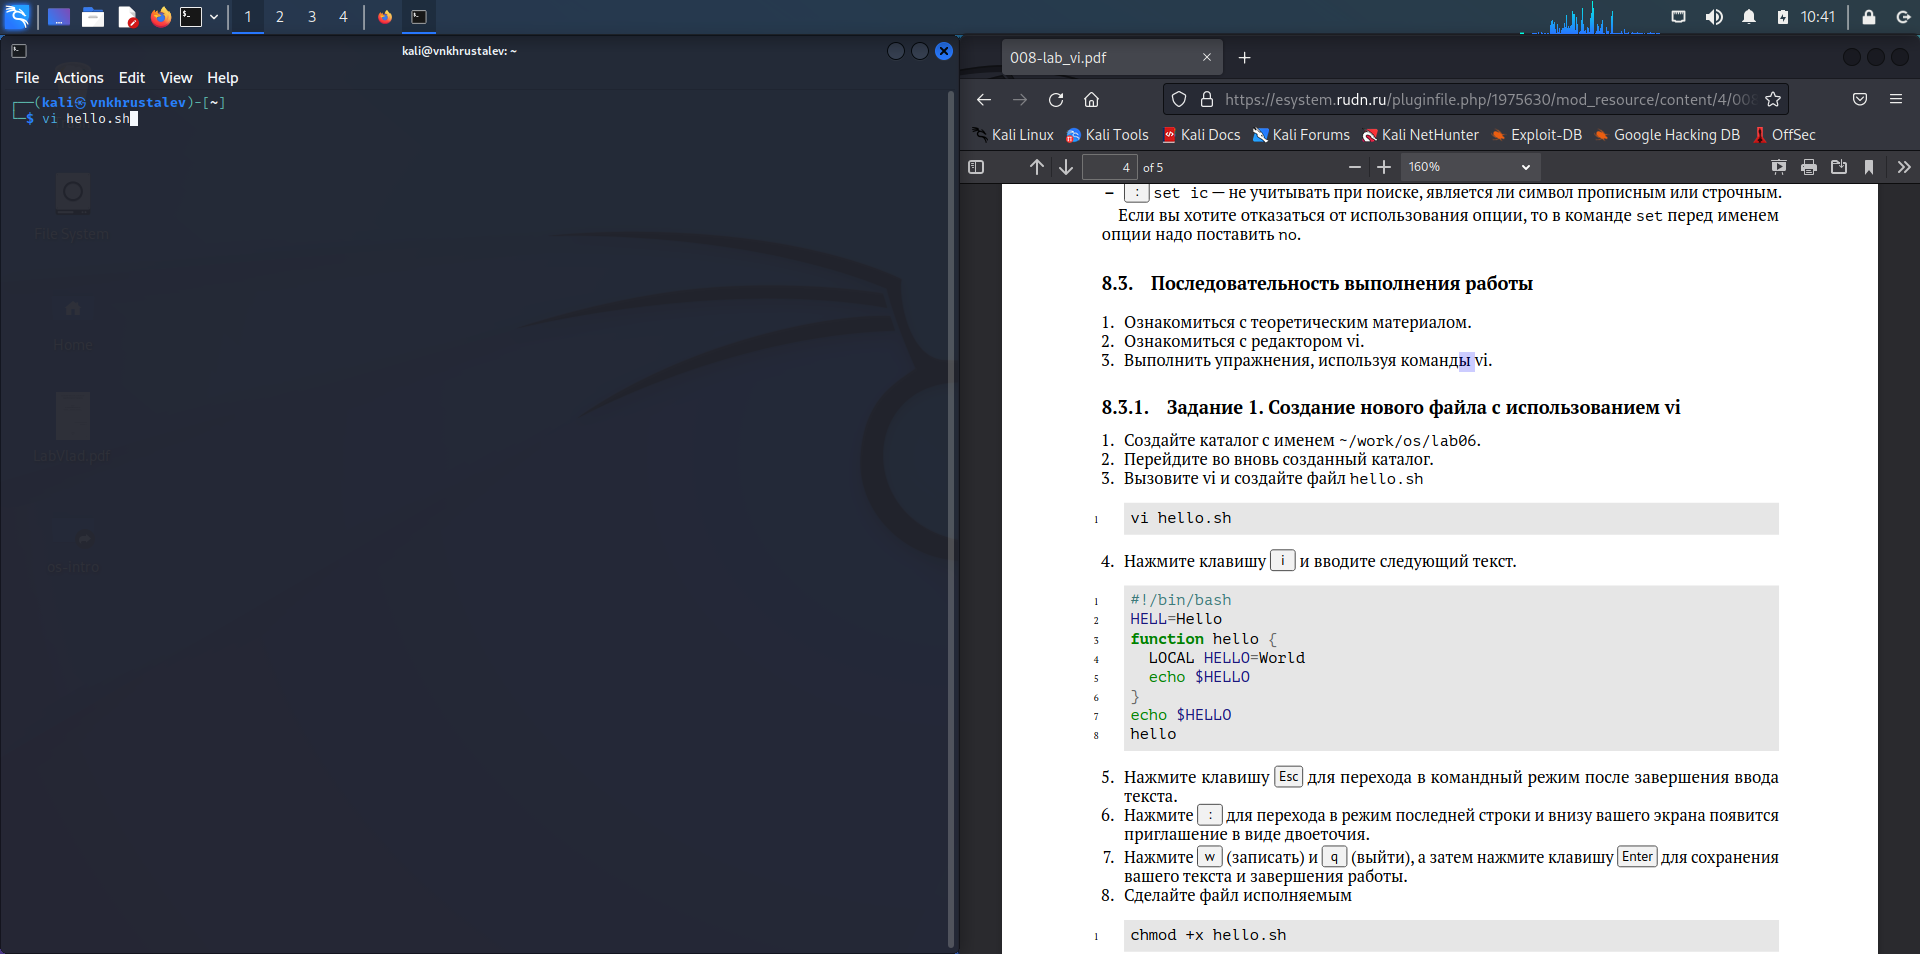 1
2
3
4
10:41
kali@vnkhrustalev: ~
File Actions Edit View Help
┌──(kali㉿vnkhrustalev)-[~]
└─$ vi hello.sh
File System
Home
LabVlad.pdf
os-intro
008-lab_vi.pdf
https://esystem.rudn.ru/pluginfile.php/1975630/mod_resource/content/4/008
Kali Linux Kali Tools Kali Docs Kali Forums Kali NetHunter Exploit-DB Google Hacking DB OffSec
4 of 5 160%
– : set ic — не учитывать при поиске, является ли символ прописным или строчным.
Если вы хотите отказаться от использования опции, то в команде set перед именем
опции надо поставить no.
8.3. Последовательность выполнения работы
1. Ознакомиться с теоретическим материалом.
2. Ознакомиться с редактором vi.
3. Выполнить упражнения, используя команды vi.
8.3.1. Задание 1. Создание нового файла с использованием vi
1. Создайте каталог с именем ~/work/os/lab06.
2. Перейдите во вновь созданный каталог.
3. Вызовите vi и создайте файл hello.sh
1 vi hello.sh
4. Нажмите клавишу i и вводите следующий текст.
1 #!/bin/bash
2 HELL=Hello
3 function hello {
4 LOCAL HELLO=World
5 echo $HELLO
6 }
7 echo $HELLO
8 hello
5. Нажмите клавишу Esc для перехода в командный режим после завершения ввода
текста.
6. Нажмите : для перехода в режим последней строки и внизу вашего экрана появится
приглашение в виде двоеточия.
7. Нажмите w (записать) и q (выйти), а затем нажмите клавишу Enter для сохранения
вашего текста и завершения работы.
8. Сделайте файл исполняемым
1 chmod +x hello.sh